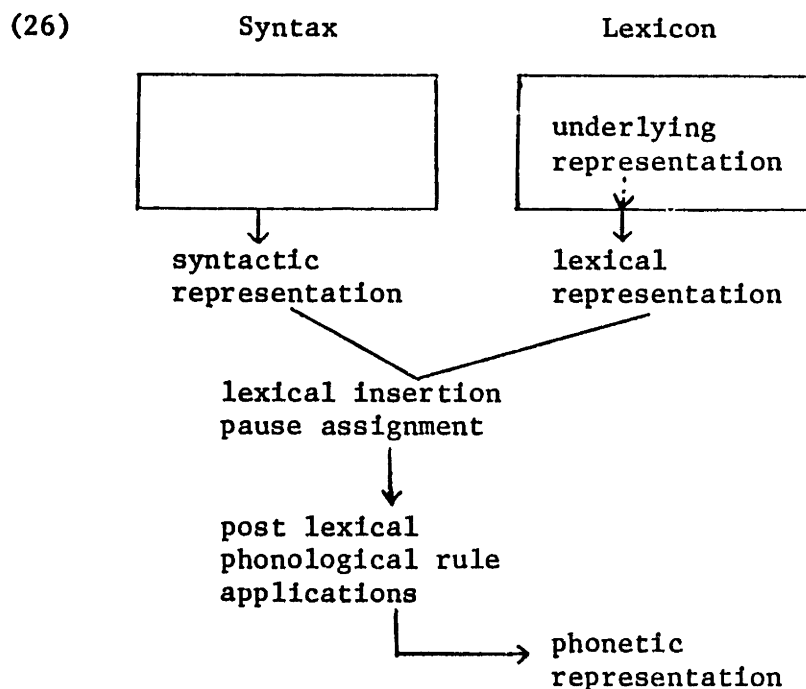 (26) Syntax Lexicon
underlying
representation
syntactic
representation
lexical
representation
lexical insertion
pause assignment
post lexical
phonological rule
applications
phonetic
representation